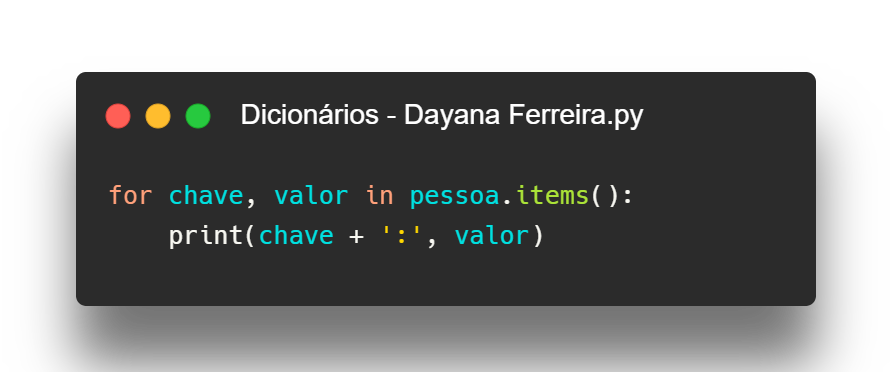 Dicionários - Dayana Ferreira.py
for chave, valor in pessoa.items():
    print(chave + ':', valor)